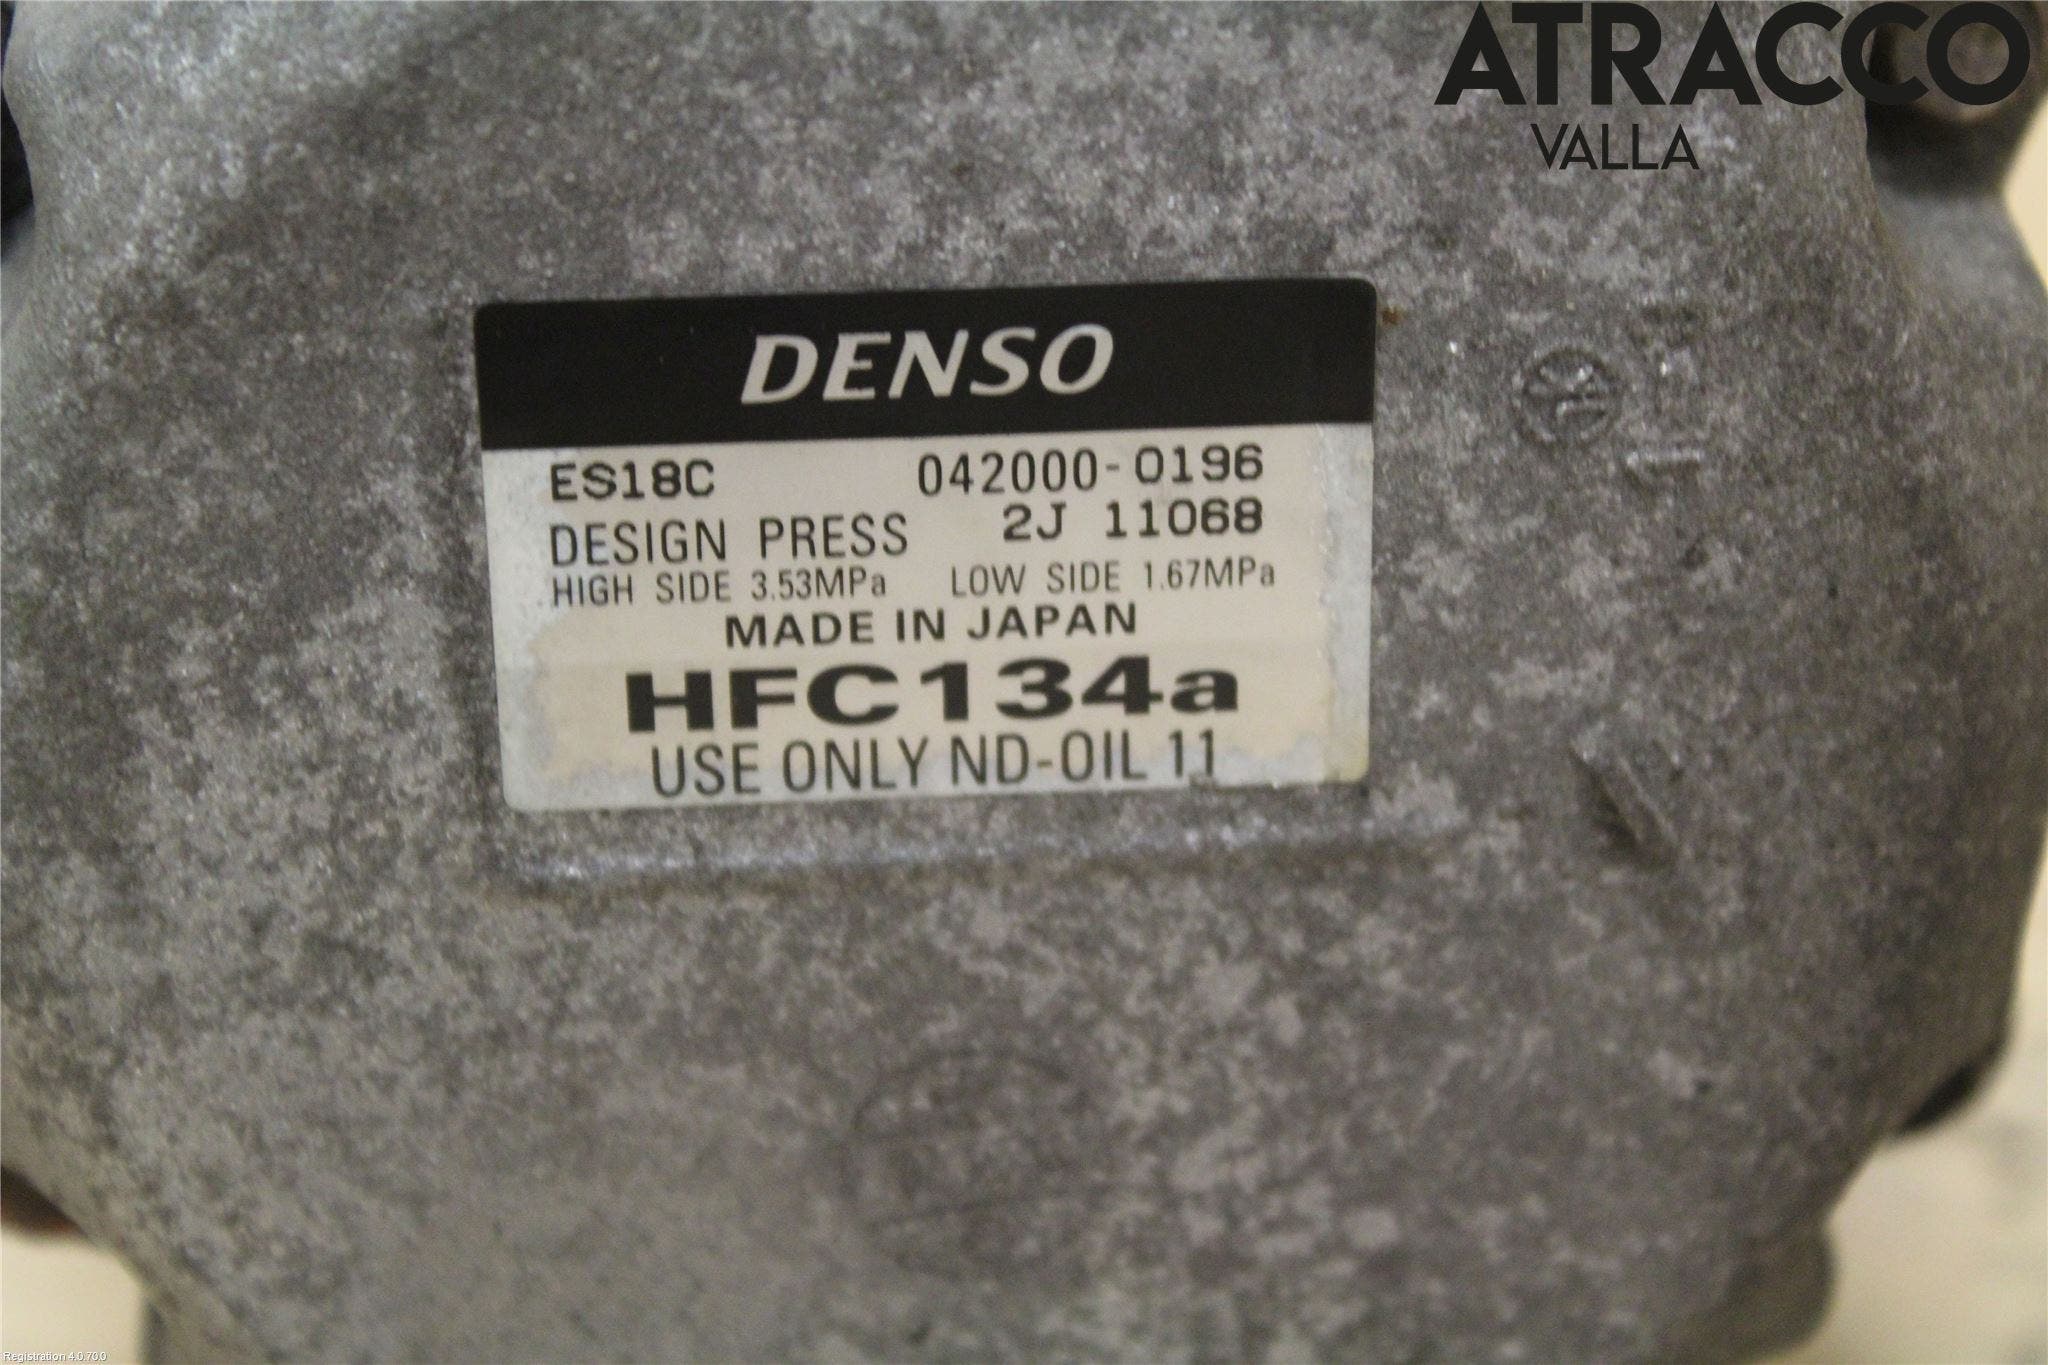 ATRACCO
VALLA
DENSO
ES18C 042000-0196
DESIGN PRESS 2J 11068
HIGH SIDE 3.53MPa LOW SIDE 1.67MPa
MADE IN JAPAN
HFC134a
USE ONLY ND-OIL 11
Registration 4.0.70.0